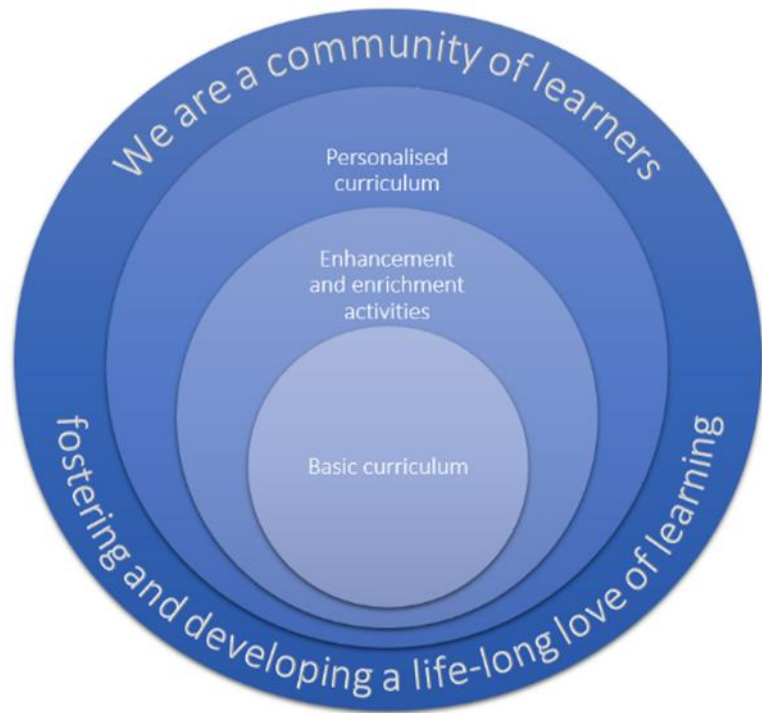 We are a community of learners
Personalised
curriculum
Enhancement
and enrichment
activities
Basic curriculum
fostering and developing a life-long love of learning